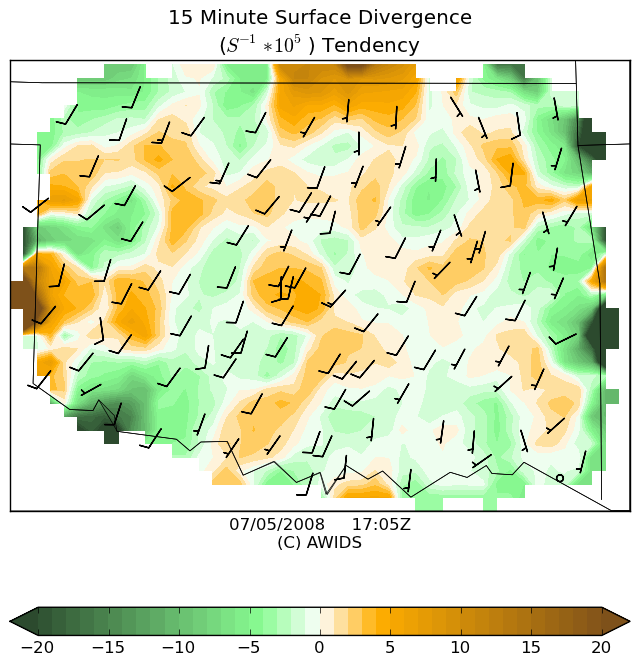 15 Minute Surface Divergence
(S⁻¹ *10⁵ ) Tendency
07/05/2008 17:05Z
(C) AWIDS
−20 −15 −10 −5 0 5 10 15 20